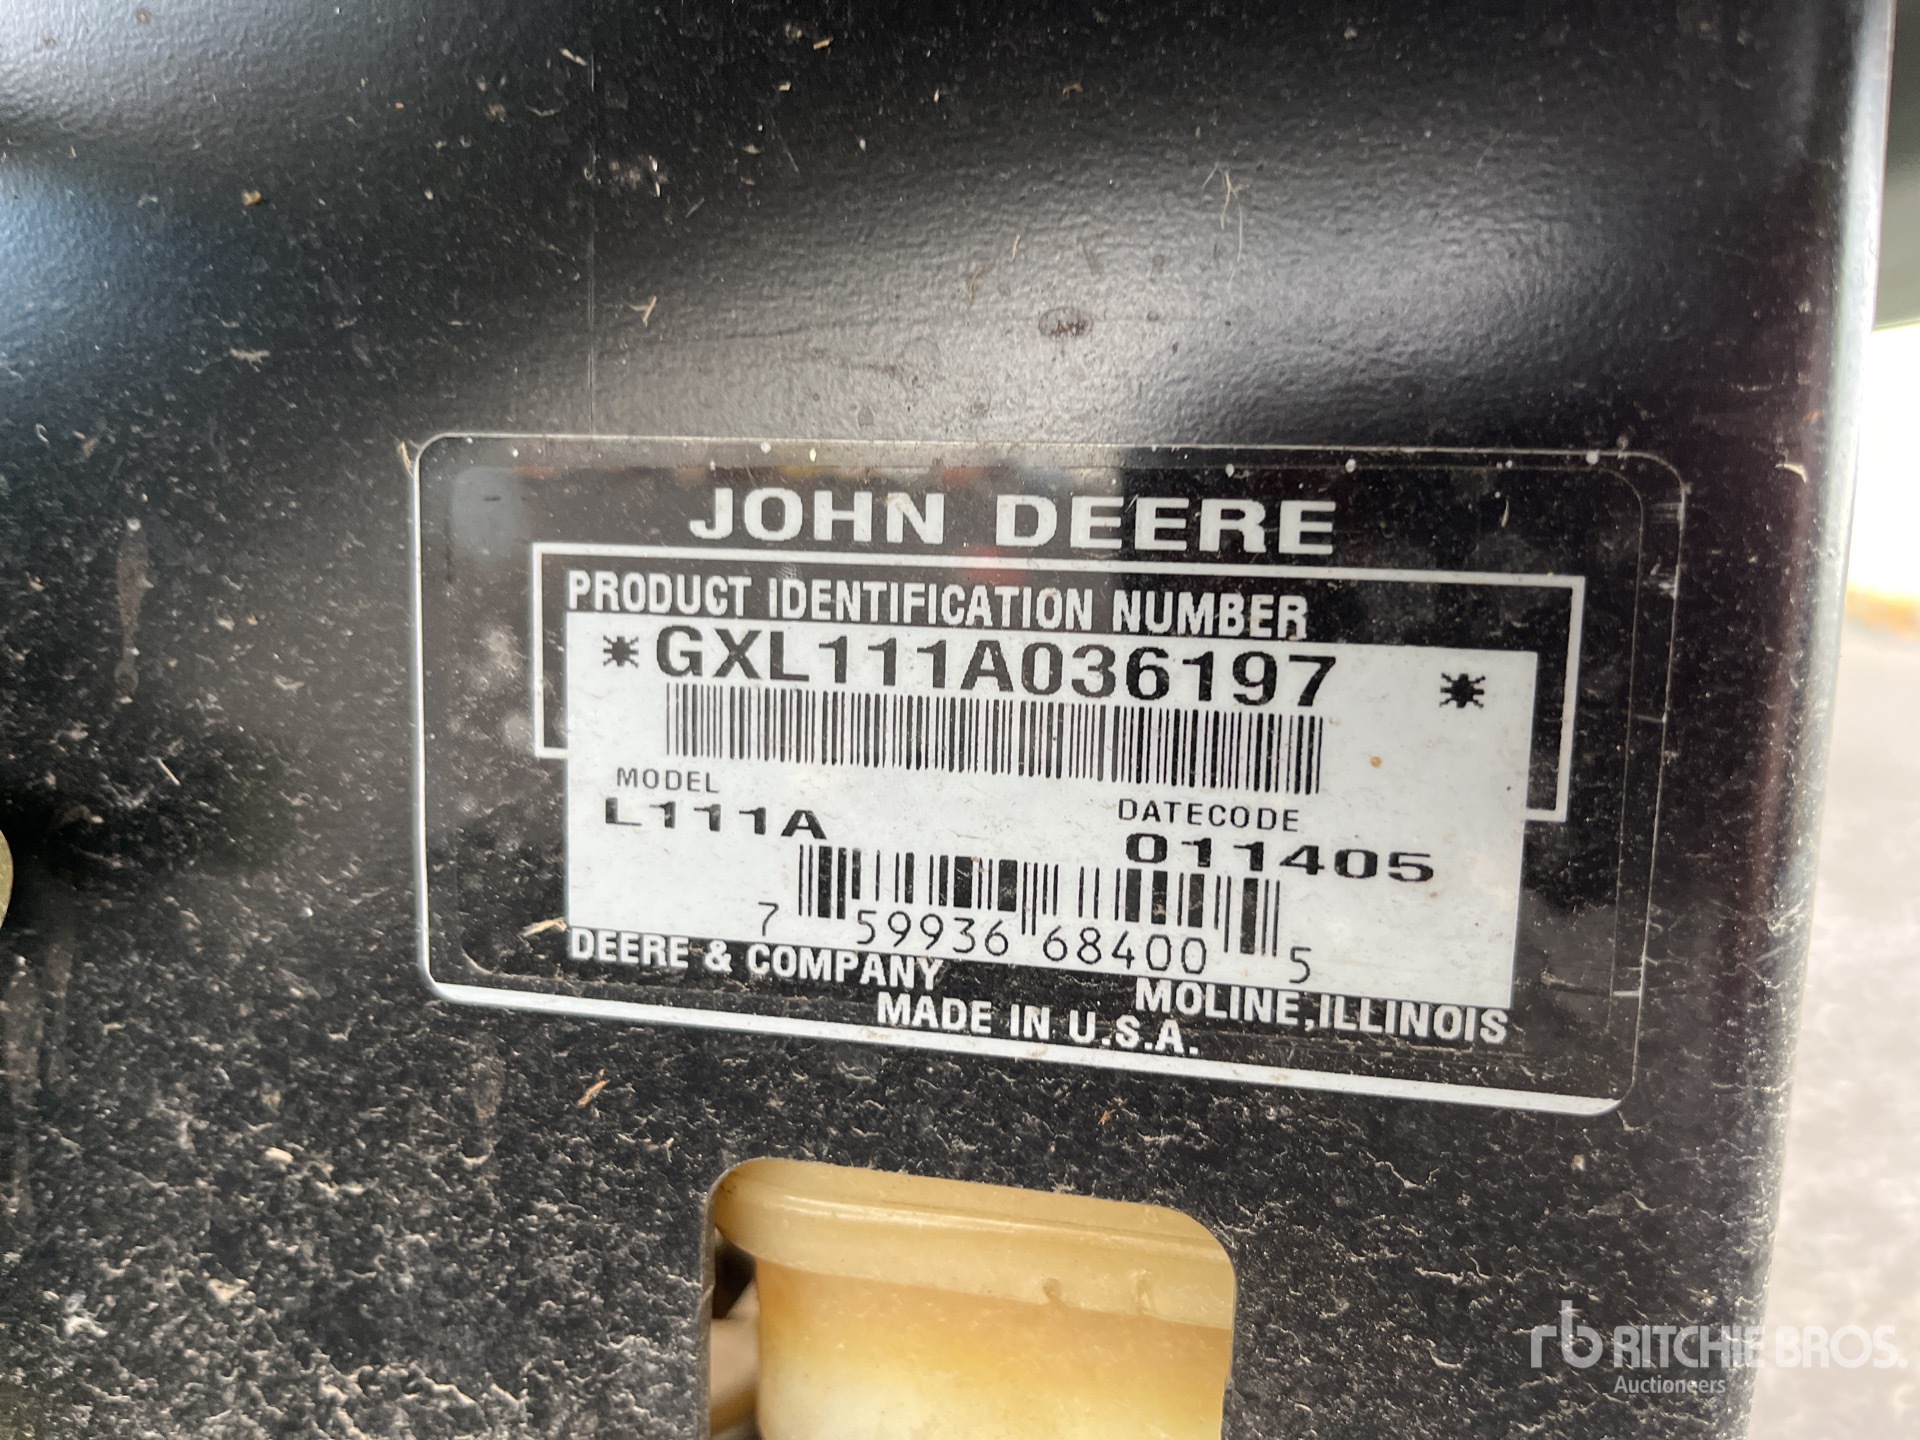 JOHN DEERE
PRODUCT IDENTIFICATION NUMBER
*GXL111A036197 *
MODEL
L111A
DATECODE
011405
7 59936 68400 5
DEERE & COMPANY MOLINE, ILLINOIS
MADE IN U.S.A.
rb RITCHIE BROS.
Auctioneers